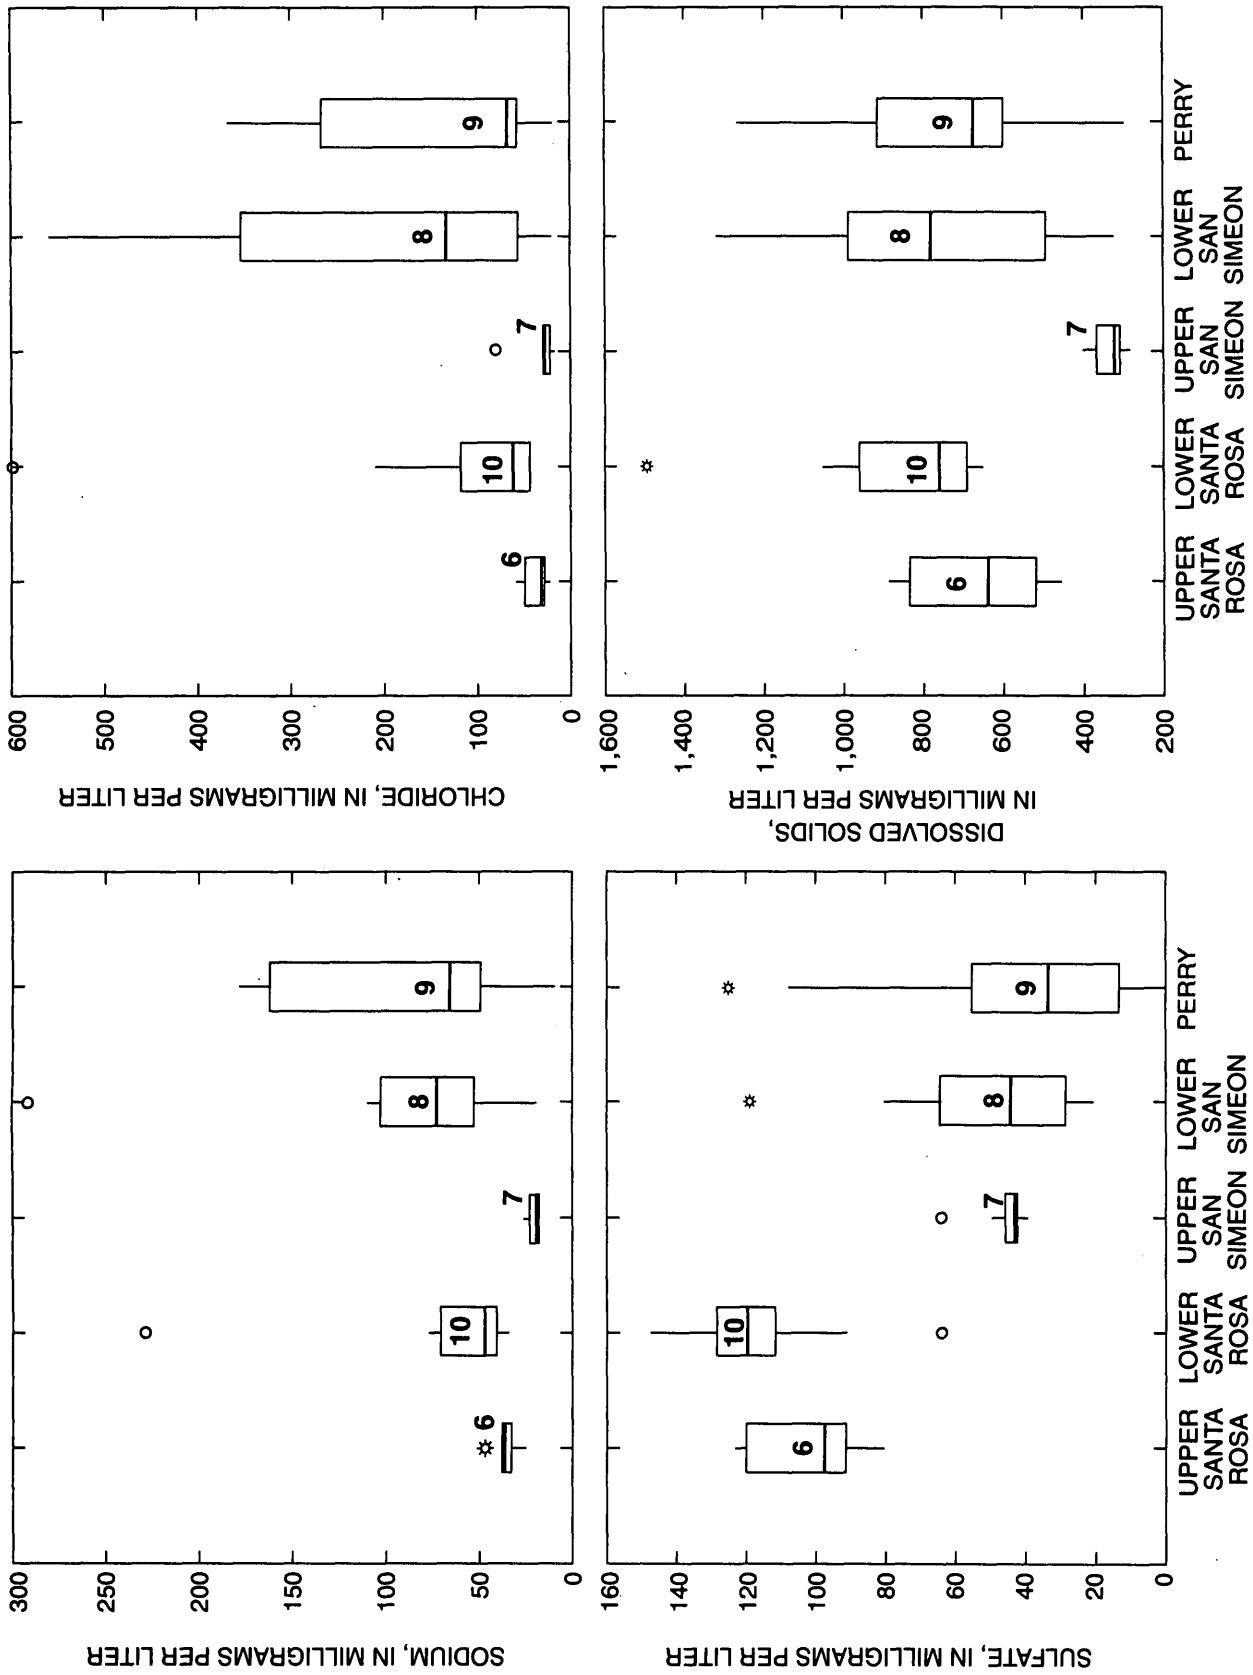 SODIUM, IN MILLIGRAMS PER LITER
300
250
200
150
100
50
0
6
10
7
8
9
CHLORIDE, IN MILLIGRAMS PER LITER
600
500
400
300
200
100
0
6
10
7
8
9
SULFATE, IN MILLIGRAMS PER LITER
160
140
120
100
80
60
40
20
0
6
10
7
8
9
UPPER
SANTA
ROSA
LOWER
SANTA
ROSA
UPPER
SAN
SIMEON
LOWER
SAN
SIMEON
PERRY
DISSOLVED SOLIDS,
IN MILLIGRAMS PER LITER
1,600
1,400
1,200
1,000
800
600
400
200
6
10
7
8
9
UPPER
SANTA
ROSA
LOWER
SANTA
ROSA
UPPER
SAN
SIMEON
LOWER
SAN
SIMEON
PERRY